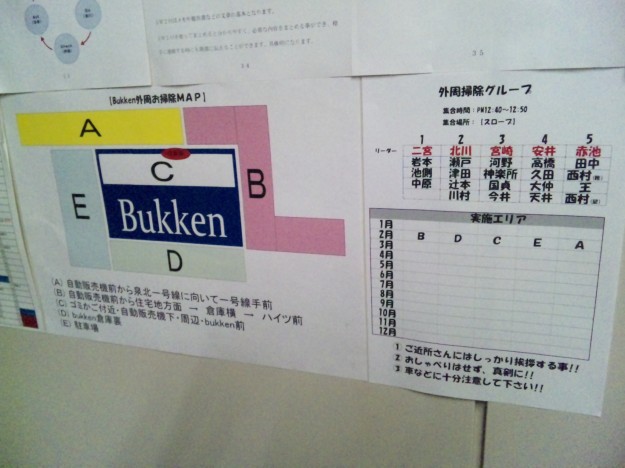 17
34
35
【Bukken外周お掃除MAP】
A
B
C
Bukken
E
D
(A) 自動販売機前から泉北一号線に向いて一号線手前
(B) 自動販売機前から住宅地方面 → 倉庫横 → ハイツ前
(C) ゴミかご付近・自動販売機下・周辺・bukken前
(D) bukken倉庫裏
(E) 駐車場
外周掃除グループ
集合時間：PM12:40～12:50
集合場所： [スロープ]
1 2 3 4 5
リーダー 二宮 北川 宮崎 安井 赤池
岩本 瀬戸 河野 高橋 田中
池側 津田 神楽所 久田 西村
中原 辻本 国貞 大仲 王
川村 今井 天井 西村
実施エリア
1月
2月 B D C E A
3月
4月
5月
6月
7月
8月
9月
10月
11月
12月
1 ご近所さんにはしっかり挨拶する事!!
2 おしゃべりはせず、真剣に!!
3 車などに十分注意して下さい!!